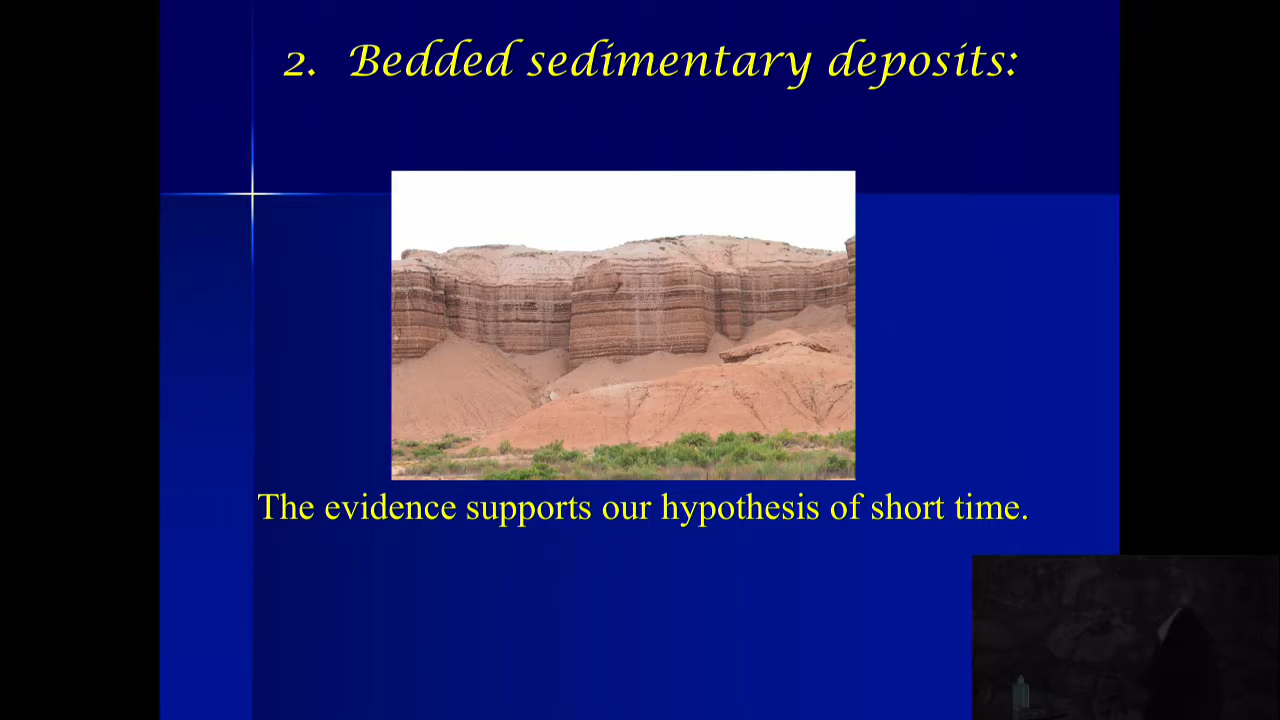 2. Bedded sedimentary deposits:
The evidence supports our hypothesis of short time.